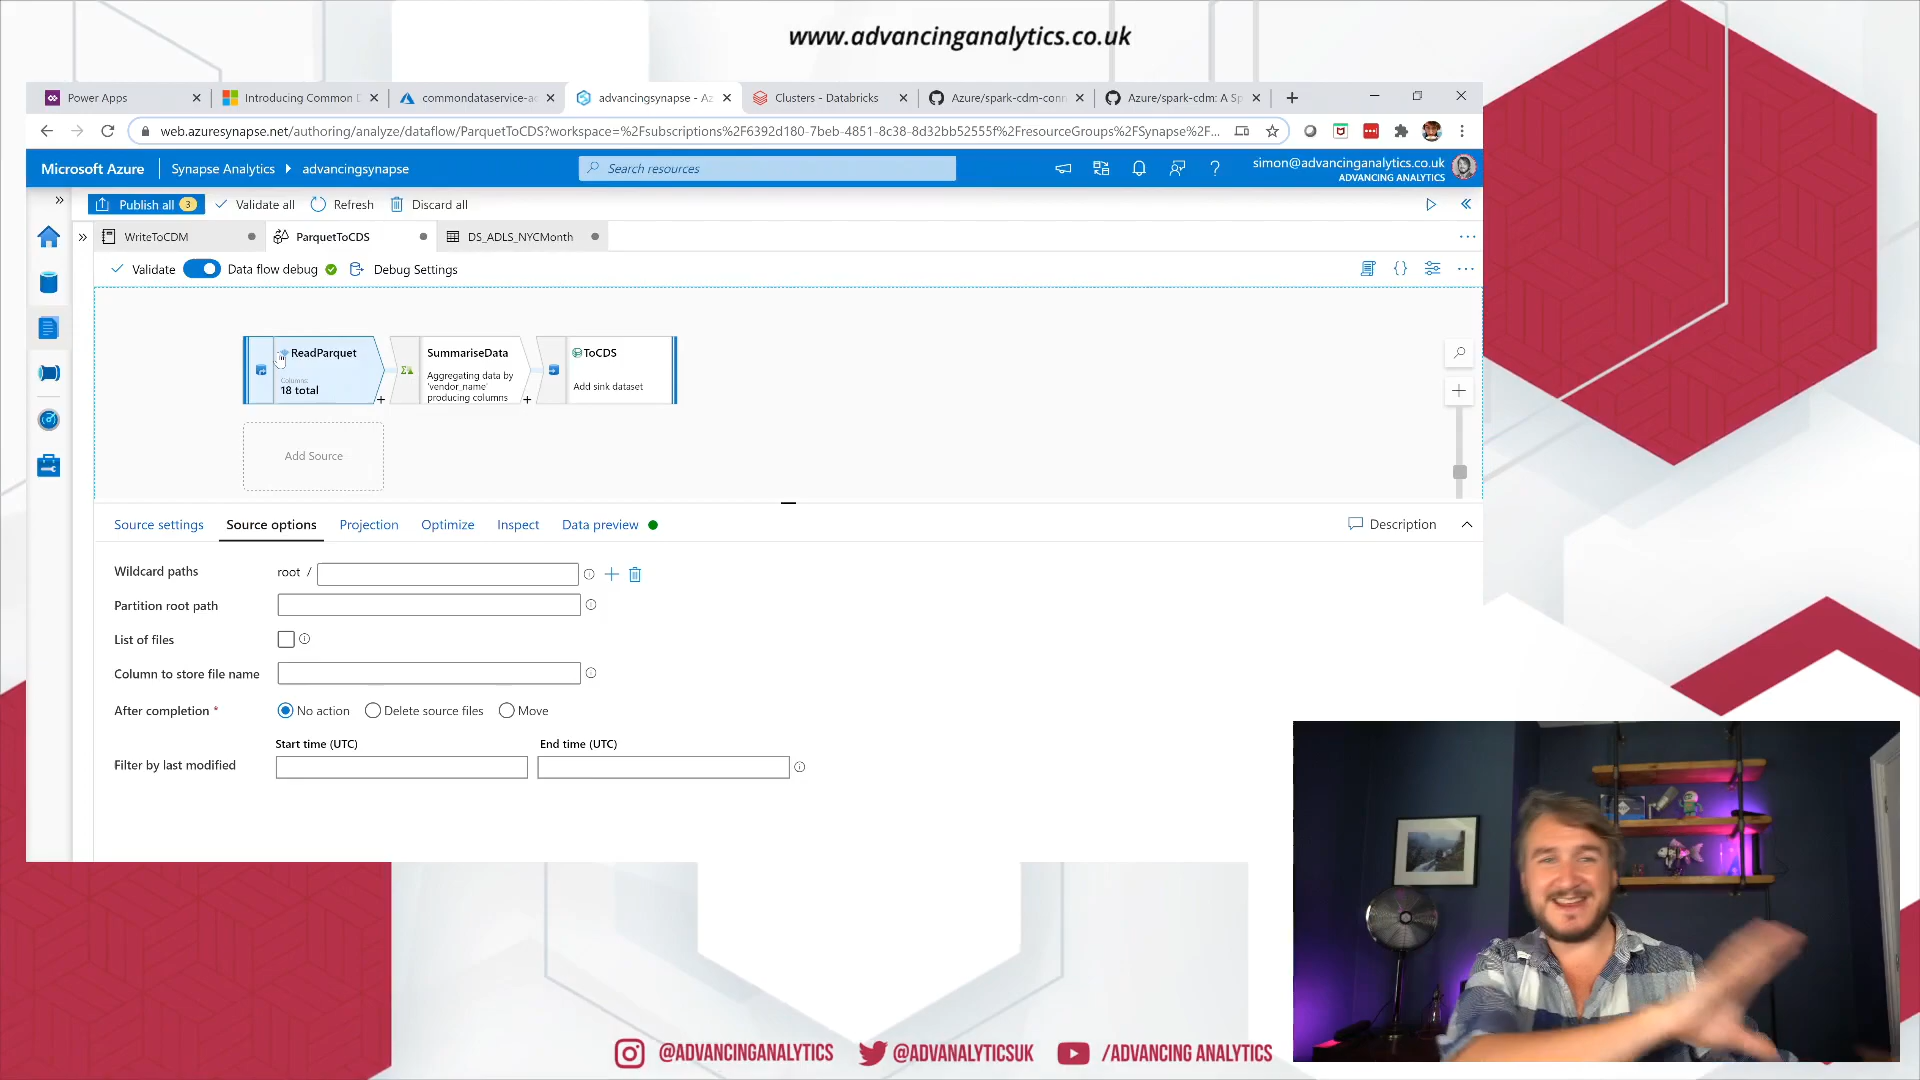 www.advancinganalytics.co.uk
Power Apps
Introducing Common D
commondataservice-ac
advancingsynapse - Az
Clusters - Databricks
Azure/spark-cdm-conn
Azure/spark-cdm: A Sp
web.azuresynapse.net/authoring/analyze/dataflow/ParquetToCDS?workspace=%2Fsubscriptions%2F6392d180-7beb-4851-8c38-8d32bb52555f%2FresourceGroups%2FSynapse%2F...
Microsoft Azure
Synapse Analytics
advancingsynapse
Search resources
simon@advancinganalytics.co.uk
ADVANCING ANALYTICS
Publish all 3
Validate all
Refresh
Discard all
WriteToCDM
ParquetToCDS
DS_ADLS_NYCMonth
Validate
Data flow debug
Debug Settings
ReadParquet
Columns:
18 total
SummariseData
Aggregating data by
'vendor_name'
producing columns
ToCDS
Add sink dataset
Add Source
Source settings
Source options
Projection
Optimize
Inspect
Data preview
Description
Wildcard paths
root /
Partition root path
List of files
Column to store file name
After completion *
No action
Delete source files
Move
Start time (UTC)
End time (UTC)
Filter by last modified
@ADVANCINGANALYTICS
@ADVANALYTICSUK
/ADVANCING ANALYTICS